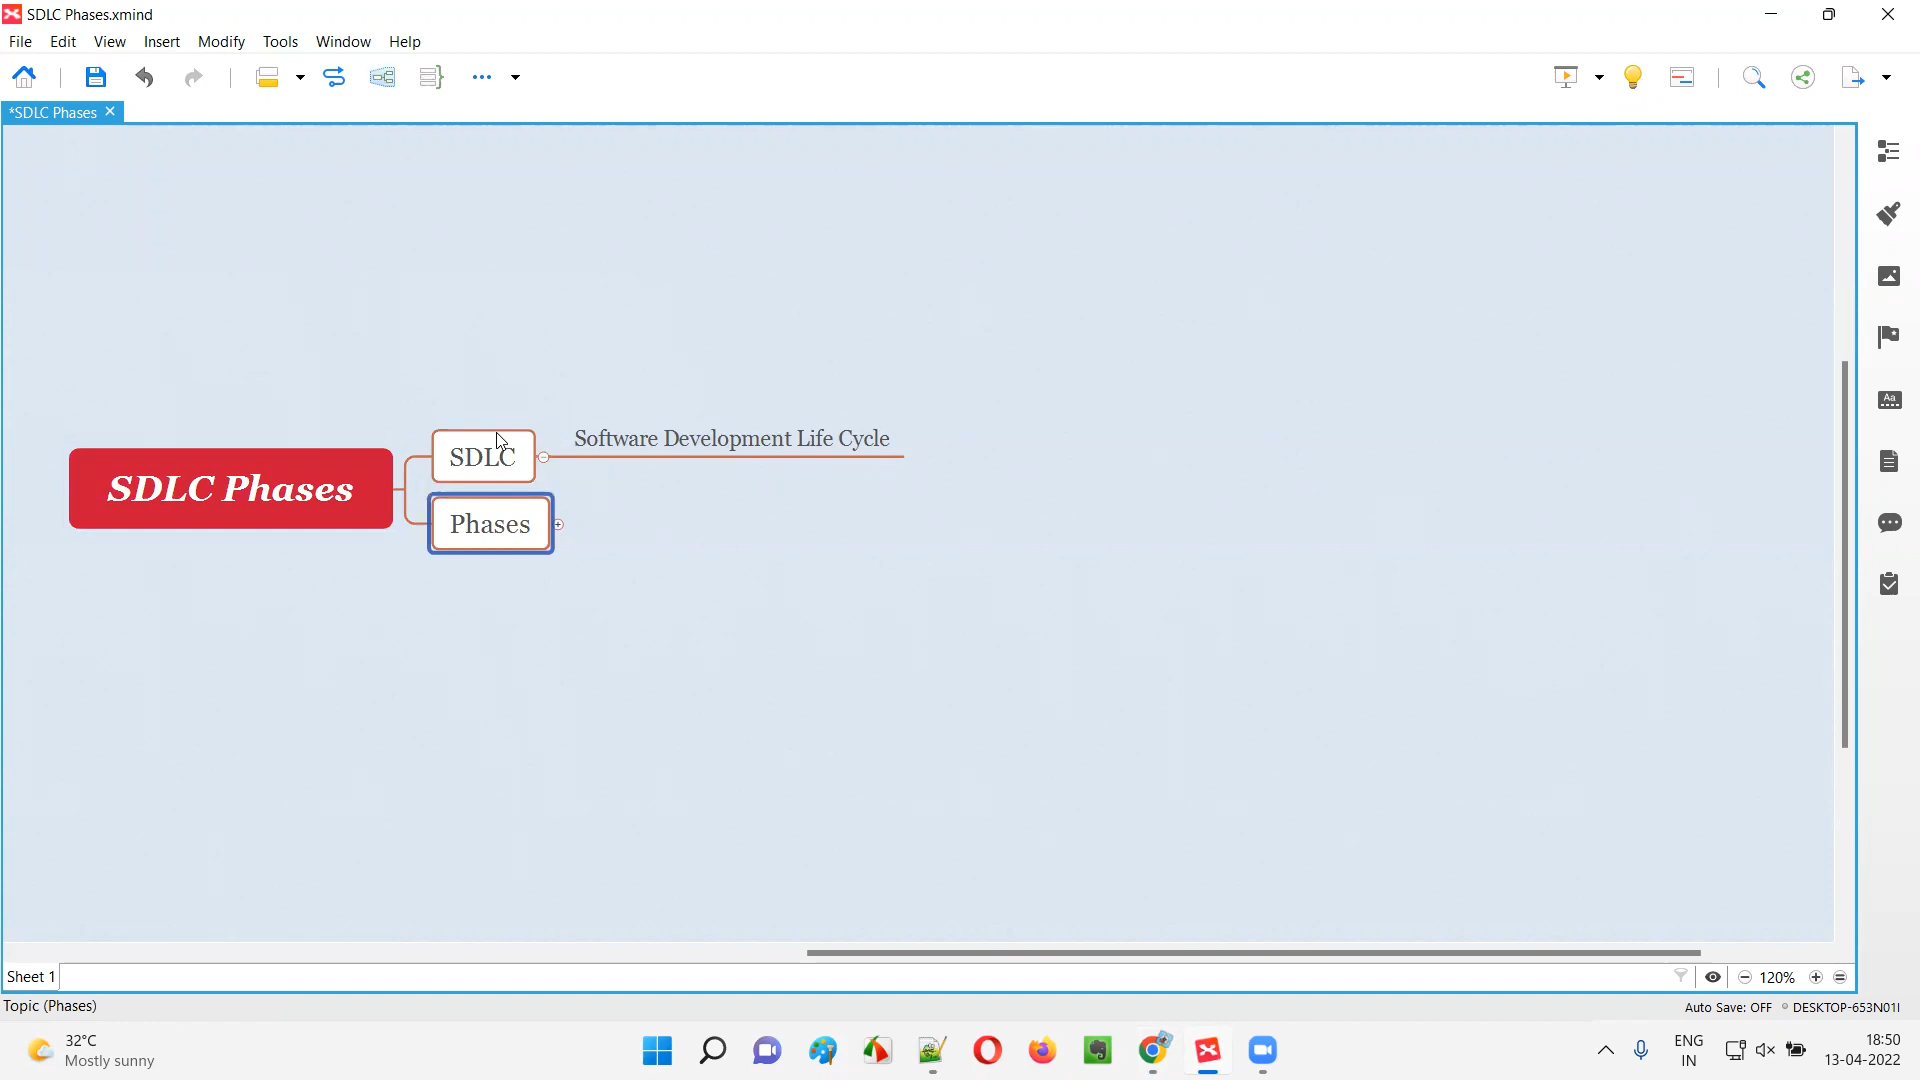 SDLC Phases.xmind
File Edit View Insert Modify Tools Window Help
*SDLC Phases
Software Development Life Cycle
SDLC
SDLC Phases
Phases
Sheet 1
120%
Topic (Phases)
Auto Save: OFF DESKTOP-653N01I
32°C
Mostly sunny
ENG
IN
18:50
13-04-2022